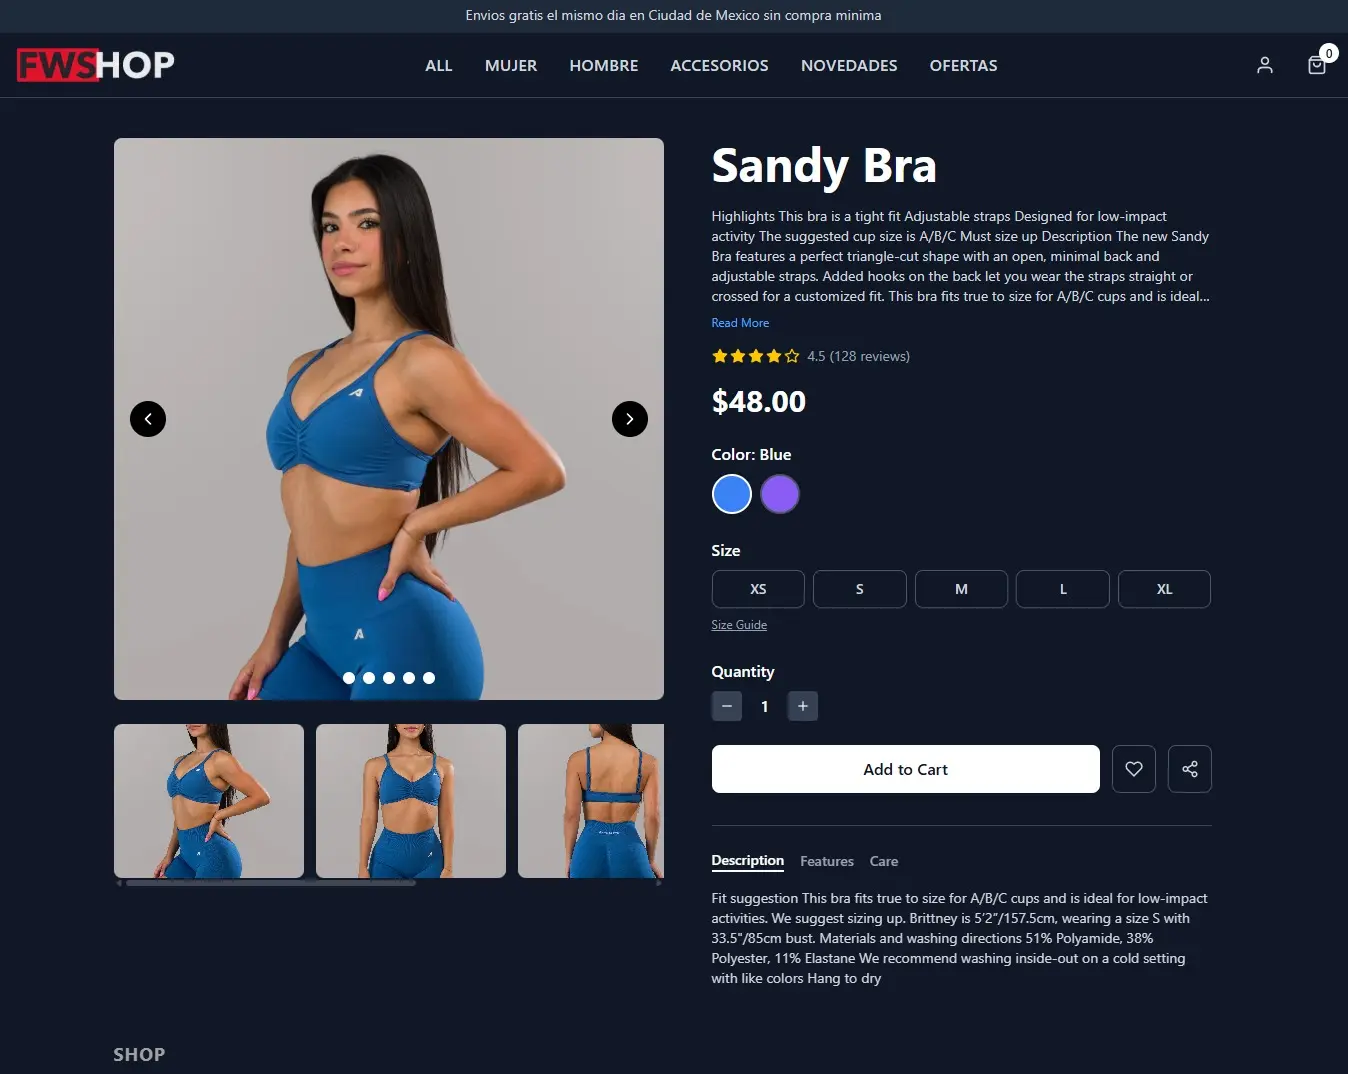 Envios gratis el mismo dia en Ciudad de Mexico sin compra minima
FWSHOP
ALL
MUJER
HOMBRE
ACCESORIOS
NOVEDADES
OFERTAS
0
Sandy Bra
Highlights This bra is a tight fit Adjustable straps Designed for low-impact
activity The suggested cup size is A/B/C Must size up Description The new Sandy
Bra features a perfect triangle-cut shape with an open, minimal back and
adjustable straps. Added hooks on the back let you wear the straps straight or
crossed for a customized fit. This bra fits true to size for A/B/C cups and is ideal...
Read More
4.5 (128 reviews)
$48.00
Color: Blue
Size
XS
S
M
L
XL
Size Guide
Quantity
− 1 +
Add to Cart
Description
Features
Care
Fit suggestion This bra fits true to size for A/B/C cups and is ideal for low-impact
activities. We suggest sizing up. Brittney is 5’2”/157.5cm, wearing a size S with
33.5"/85cm bust. Materials and washing directions 51% Polyamide, 38%
Polyester, 11% Elastane We recommend washing inside-out on a cold setting
with like colors Hang to dry
SHOP